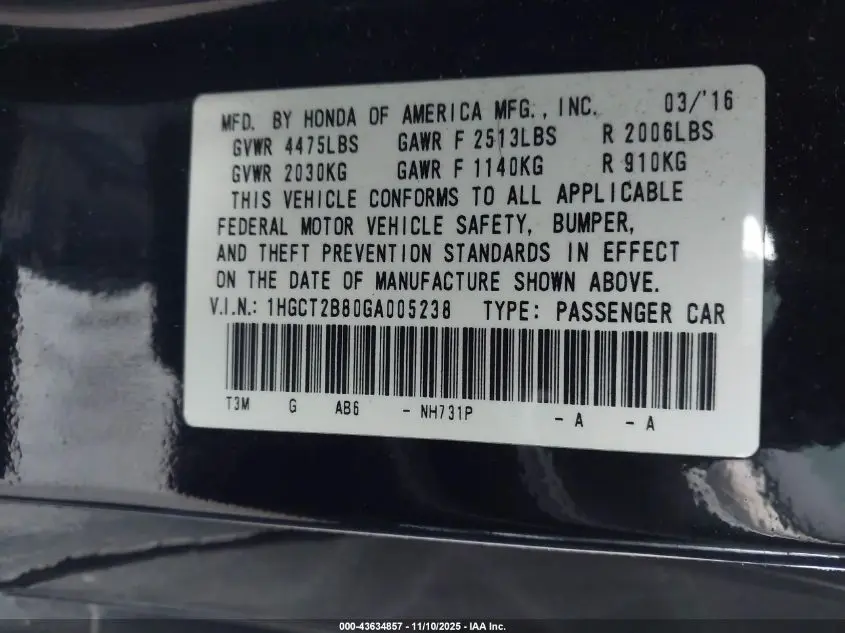 MFD. BY HONDA OF AMERICA MFG., INC. 03/'16
GVWR 4475LBS GAWR F 2513LBS R 2006LBS
GVWR 2030KG GAWR F 1140KG R 910KG
THIS VEHICLE CONFORMS TO ALL APPLICABLE
FEDERAL MOTOR VEHICLE SAFETY, BUMPER,
AND THEFT PREVENTION STANDARDS IN EFFECT
ON THE DATE OF MANUFACTURE SHOWN ABOVE.
V.I.N.: 1HGCT2B80GA005238 TYPE: PASSENGER CAR
T3M G AB6 - NH731P - A - A
000-43634857 - 11/10/2025 - IAA Inc.